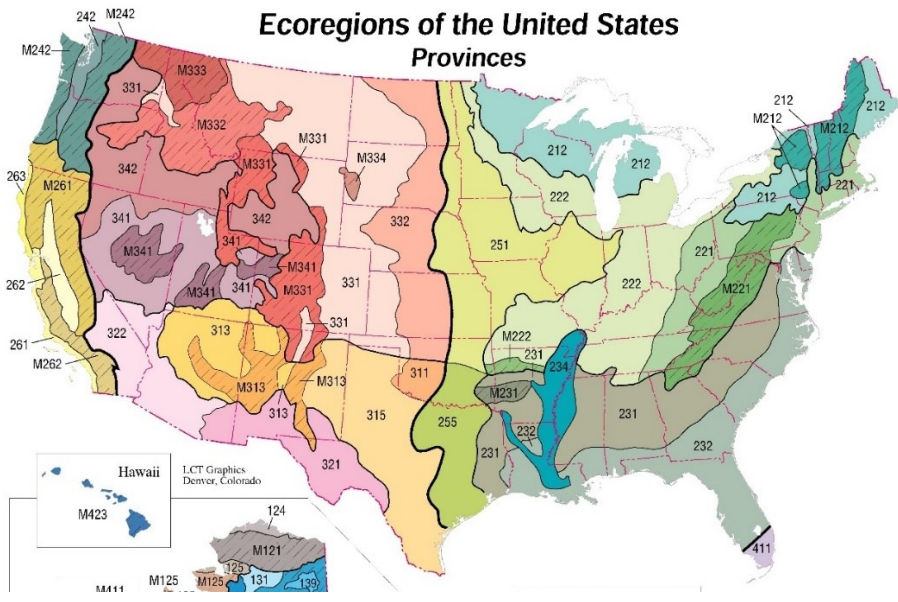 Ecoregions of the United States
Provinces
242
M242
M242
M333
331
M332
M331
M331
M334
342
342
332
341
341
M341
M341
341
M341
M331
331
331
263
M261
262
261
M262
322
313
M313
M313
313
311
315
321
212
212
222
251
222
221
M221
212
M212
212
M212
212
221
M222
231
234
M231
232
231
255
231
232
411
Hawaii
M423
LCT Graphics
Denver, Colorado
124
M121
125
M125
M125
131
139
M411